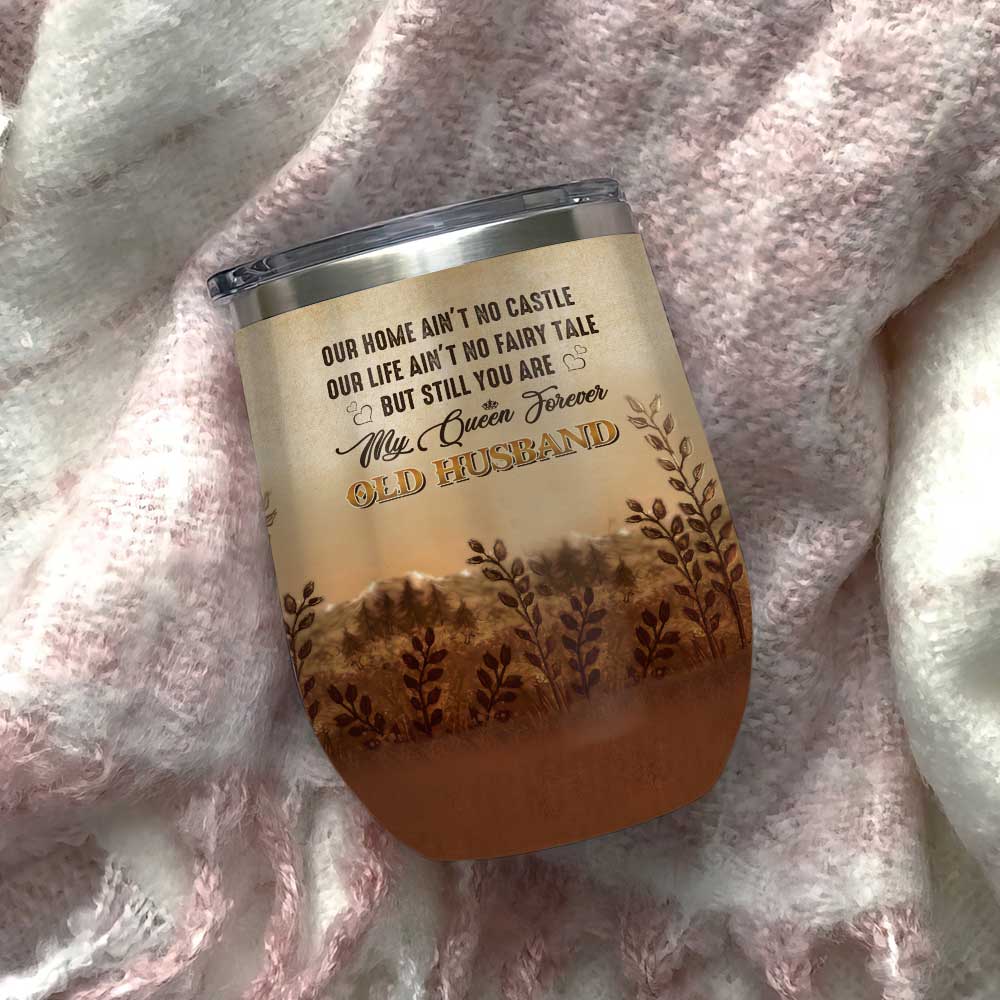 OUR HOME AIN'T NO CASTLE
OUR LIFE AIN'T NO FAIRY TALE
BUT STILL YOU ARE
My Queen Forever
OLD HUSBAND